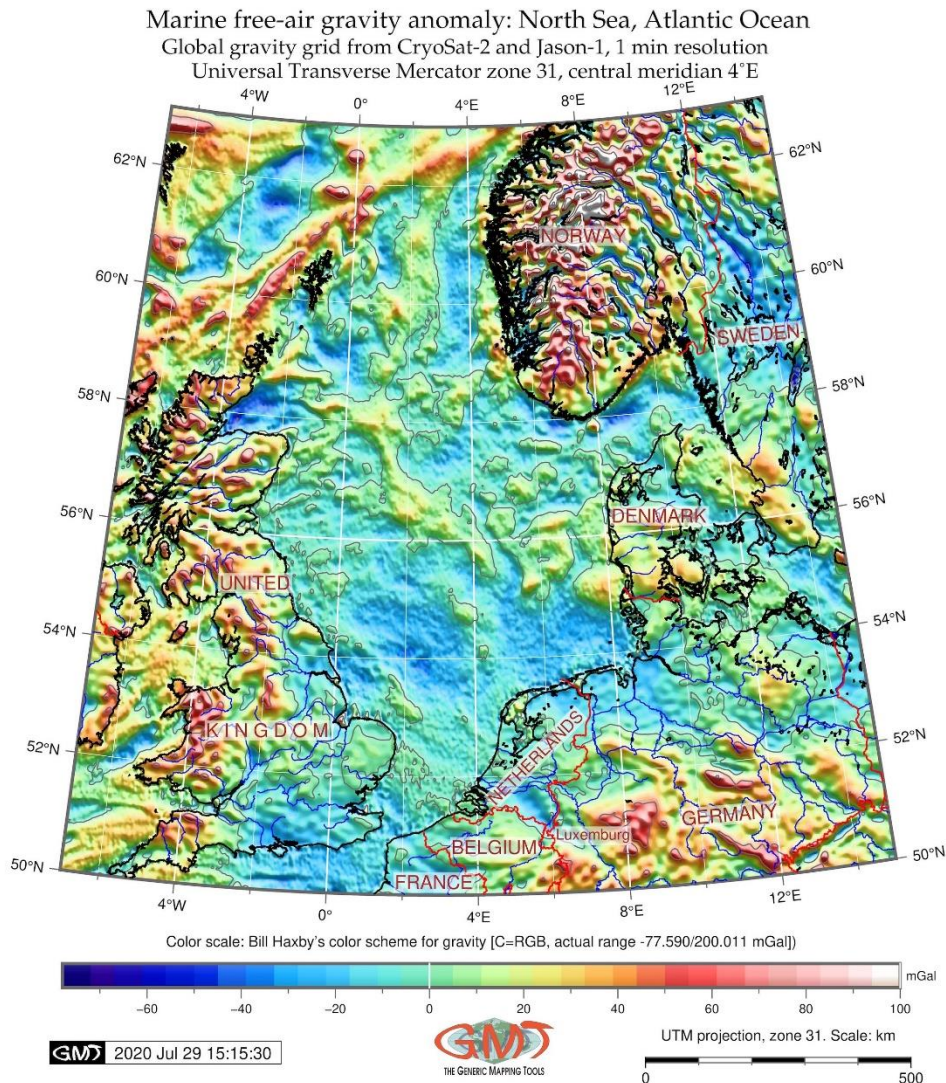 Marine free-air gravity anomaly: North Sea, Atlantic Ocean
Global gravity grid from CryoSat-2 and Jason-1, 1 min resolution
Universal Transverse Mercator zone 31, central meridian 4°E
4°W 0° 4°E 8°E 12°E
62°N 62°N
NORWAY
60°N 60°N
SWEDEN
58°N 58°N
56°N 56°N
DENMARK
UNITED
54°N 54°N
KINGDOM
NETHERLANDS
52°N 52°N
GERMANY
Luxemburg
BELGIUM
50°N 50°N
FRANCE
4°W 0° 4°E 8°E 12°E
Color scale: Bill Haxby's color scheme for gravity [C=RGB, actual range -77.590/200.011 mGal])
mGal
−60 −40 −20 0 20 40 60 80 100
GMT 2020 Jul 29 15:15:30
GMT
THE GENERIC MAPPING TOOLS
UTM projection, zone 31. Scale: km
0 500